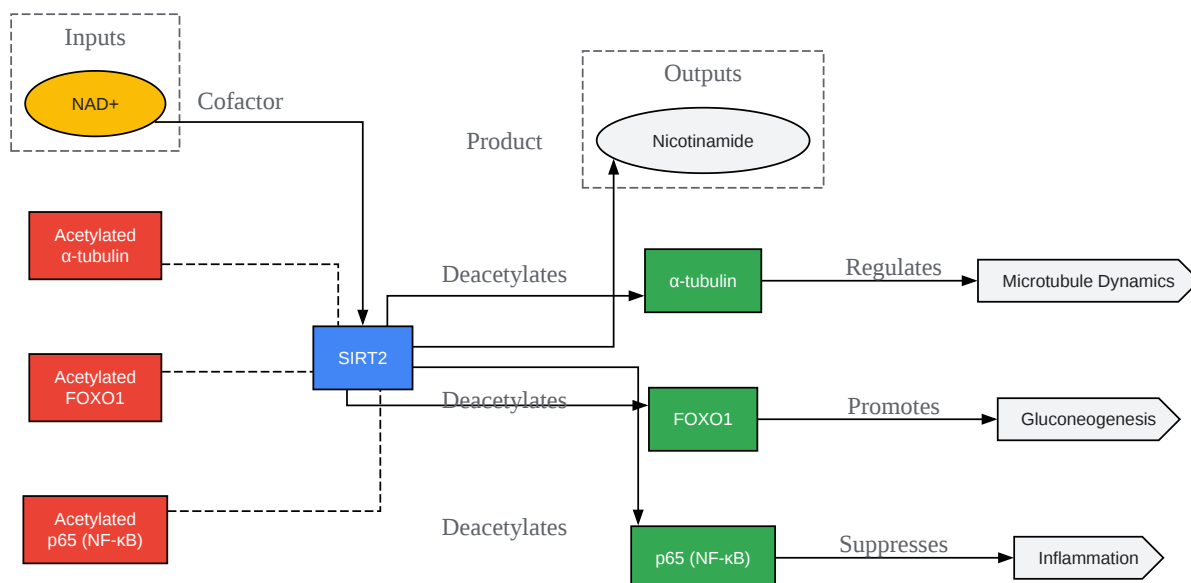 Inputs
NAD+
Cofactor
Outputs
Product
Nicotinamide
Acetylated
α-tubulin
Deacetylates
α-tubulin
Regulates
Microtubule Dynamics
SIRT2
Acetylated
FOXO1
Deacetylates
FOXO1
Promotes
Gluconeogenesis
Acetylated
p65 (NF-κB)
Deacetylates
p65 (NF-κB)
Suppresses
Inflammation